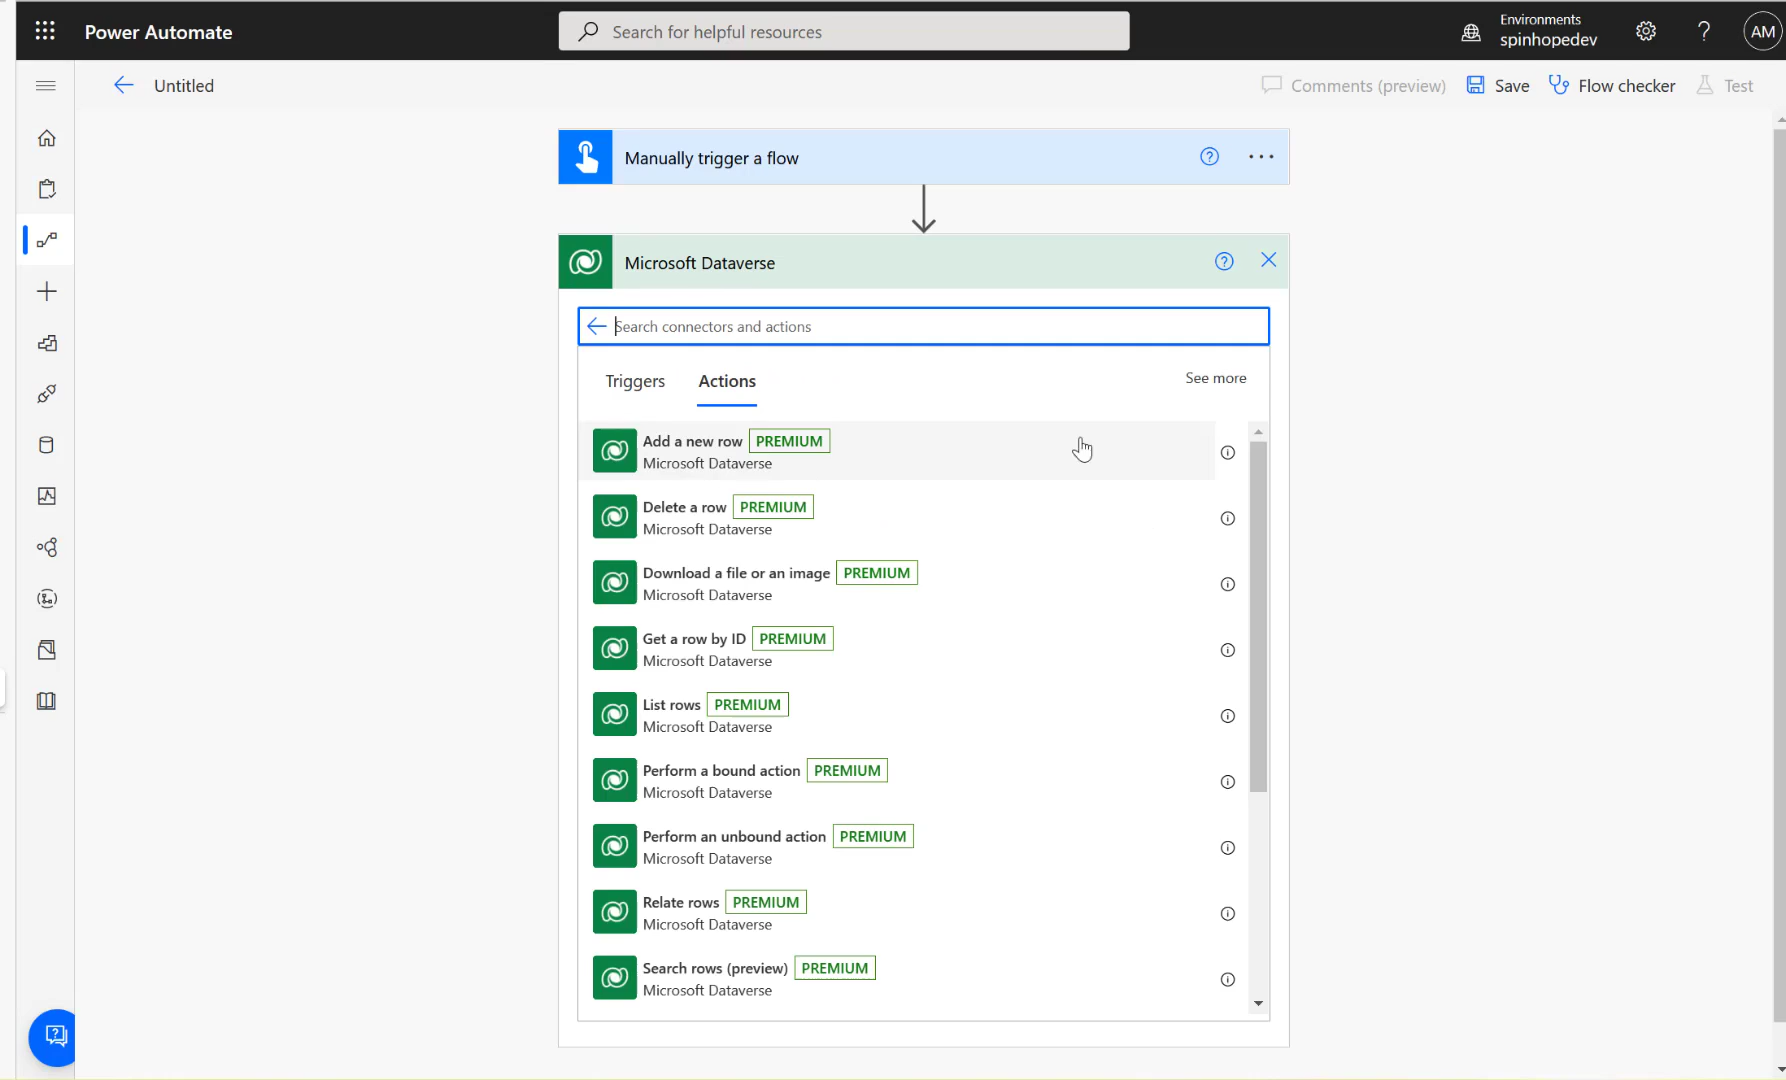 Power Automate
Search for helpful resources
Environments
spinhopedev
AM
Untitled
Comments (preview)
Save
Flow checker
Test
Manually trigger a flow
Microsoft Dataverse
Search connectors and actions
Triggers
Actions
See more
Add a new row PREMIUM
Microsoft Dataverse
Delete a row PREMIUM
Microsoft Dataverse
Download a file or an image PREMIUM
Microsoft Dataverse
Get a row by ID PREMIUM
Microsoft Dataverse
List rows PREMIUM
Microsoft Dataverse
Perform a bound action PREMIUM
Microsoft Dataverse
Perform an unbound action PREMIUM
Microsoft Dataverse
Relate rows PREMIUM
Microsoft Dataverse
Search rows (preview) PREMIUM
Microsoft Dataverse